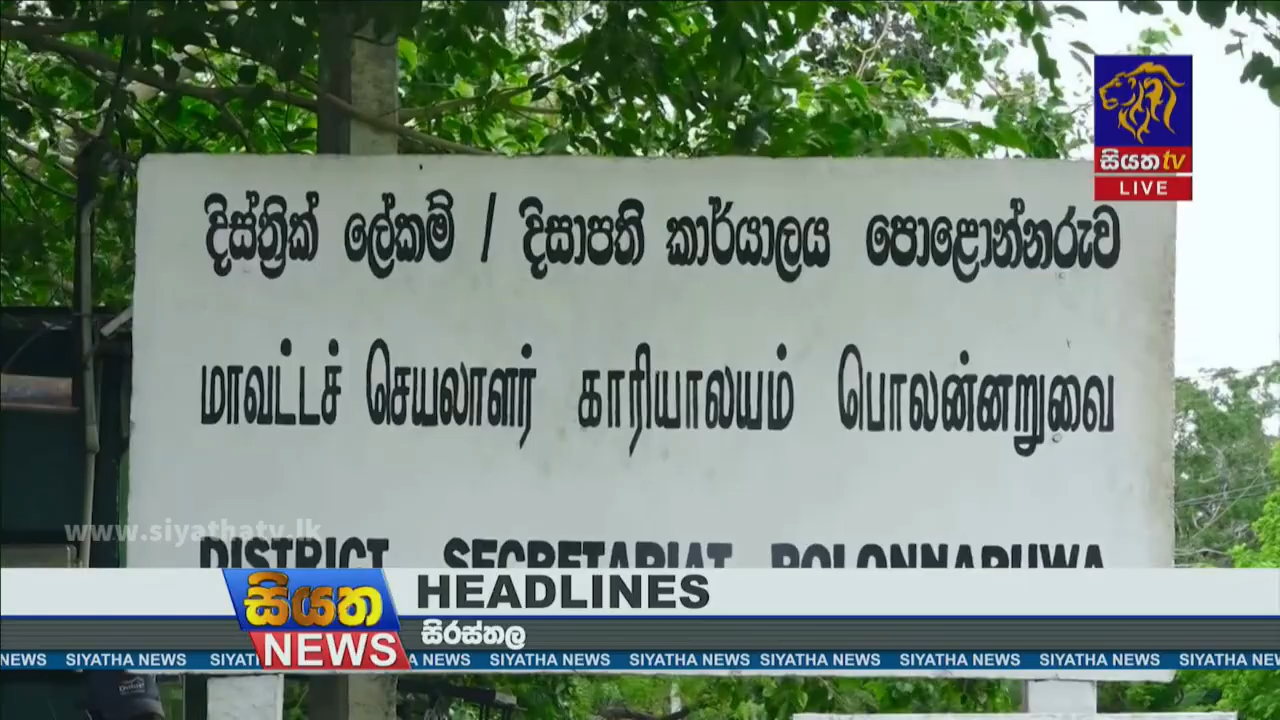 සියත tv
LIVE
දිස්ත්‍රික් ලේකම් / දිසාපති කාර්යාලය පොළොන්නරුව
மாவட்டச் செயலாளர் காரியாலயம் பொலன்னறுவை
www.siyathatv.lk
DISTRICT SECRETARIAT POLONNARUWA
සියත NEWS
HEADLINES
සිරස්තල
NEWS SIYATHA NEWS SIYATHA NEWS SIYATHA NEWS SIYATHA NEWS SIYATHA NEWS SIYATHA NEWS SIYATHA NEWS